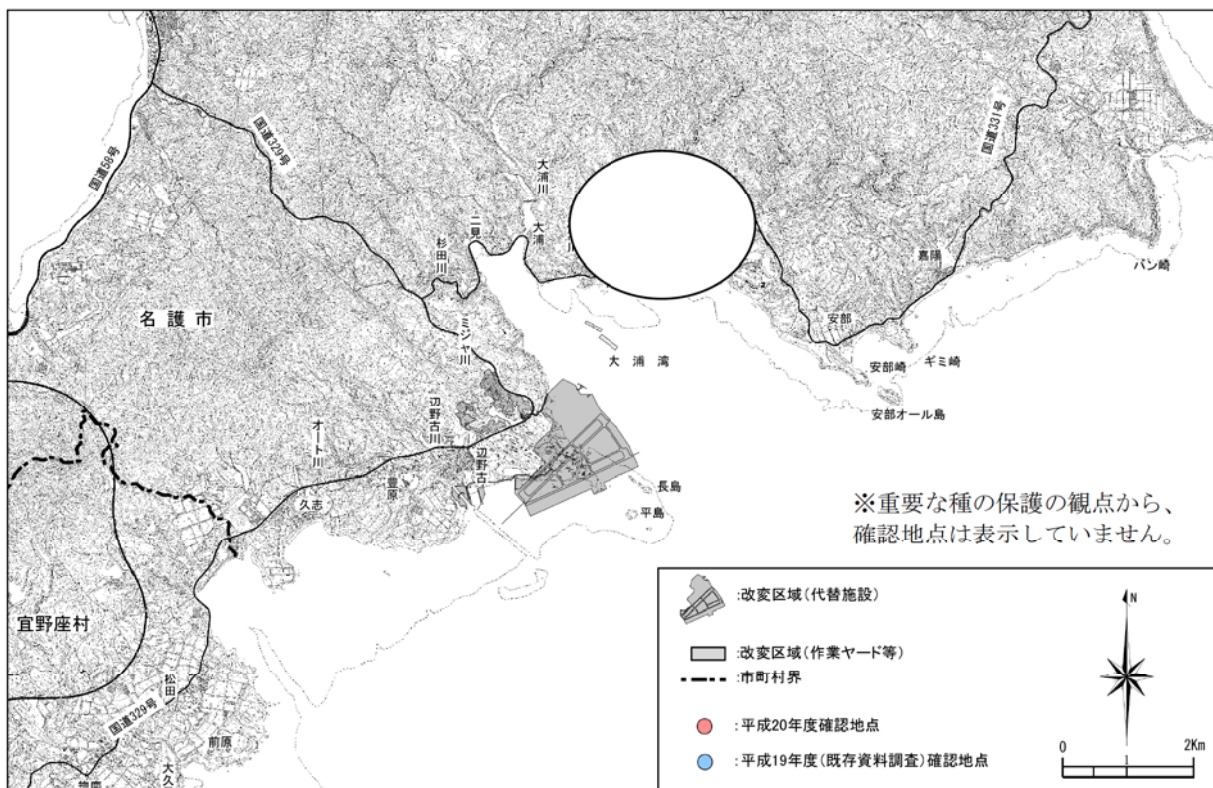 国道58号
国道329号
大浦川
大浦
川
二見
杉田川
国道331号
嘉陽
バン崎
名護市
ミジャ川
大浦湾
安部
安部崎
ギミ崎
安部オール島
辺野古川
辺野古
オート川
豊原
久志
長島
平島
※重要な種の保護の観点から、
確認地点は表示していません。
宜野座村
松田
国道329号
前原
大久
惣慶
:改変区域(代替施設)
:改変区域(作業ヤード等)
:市町村界
:平成20年度確認地点
:平成19年度(既存資料調査)確認地点
N
0
1
2Km